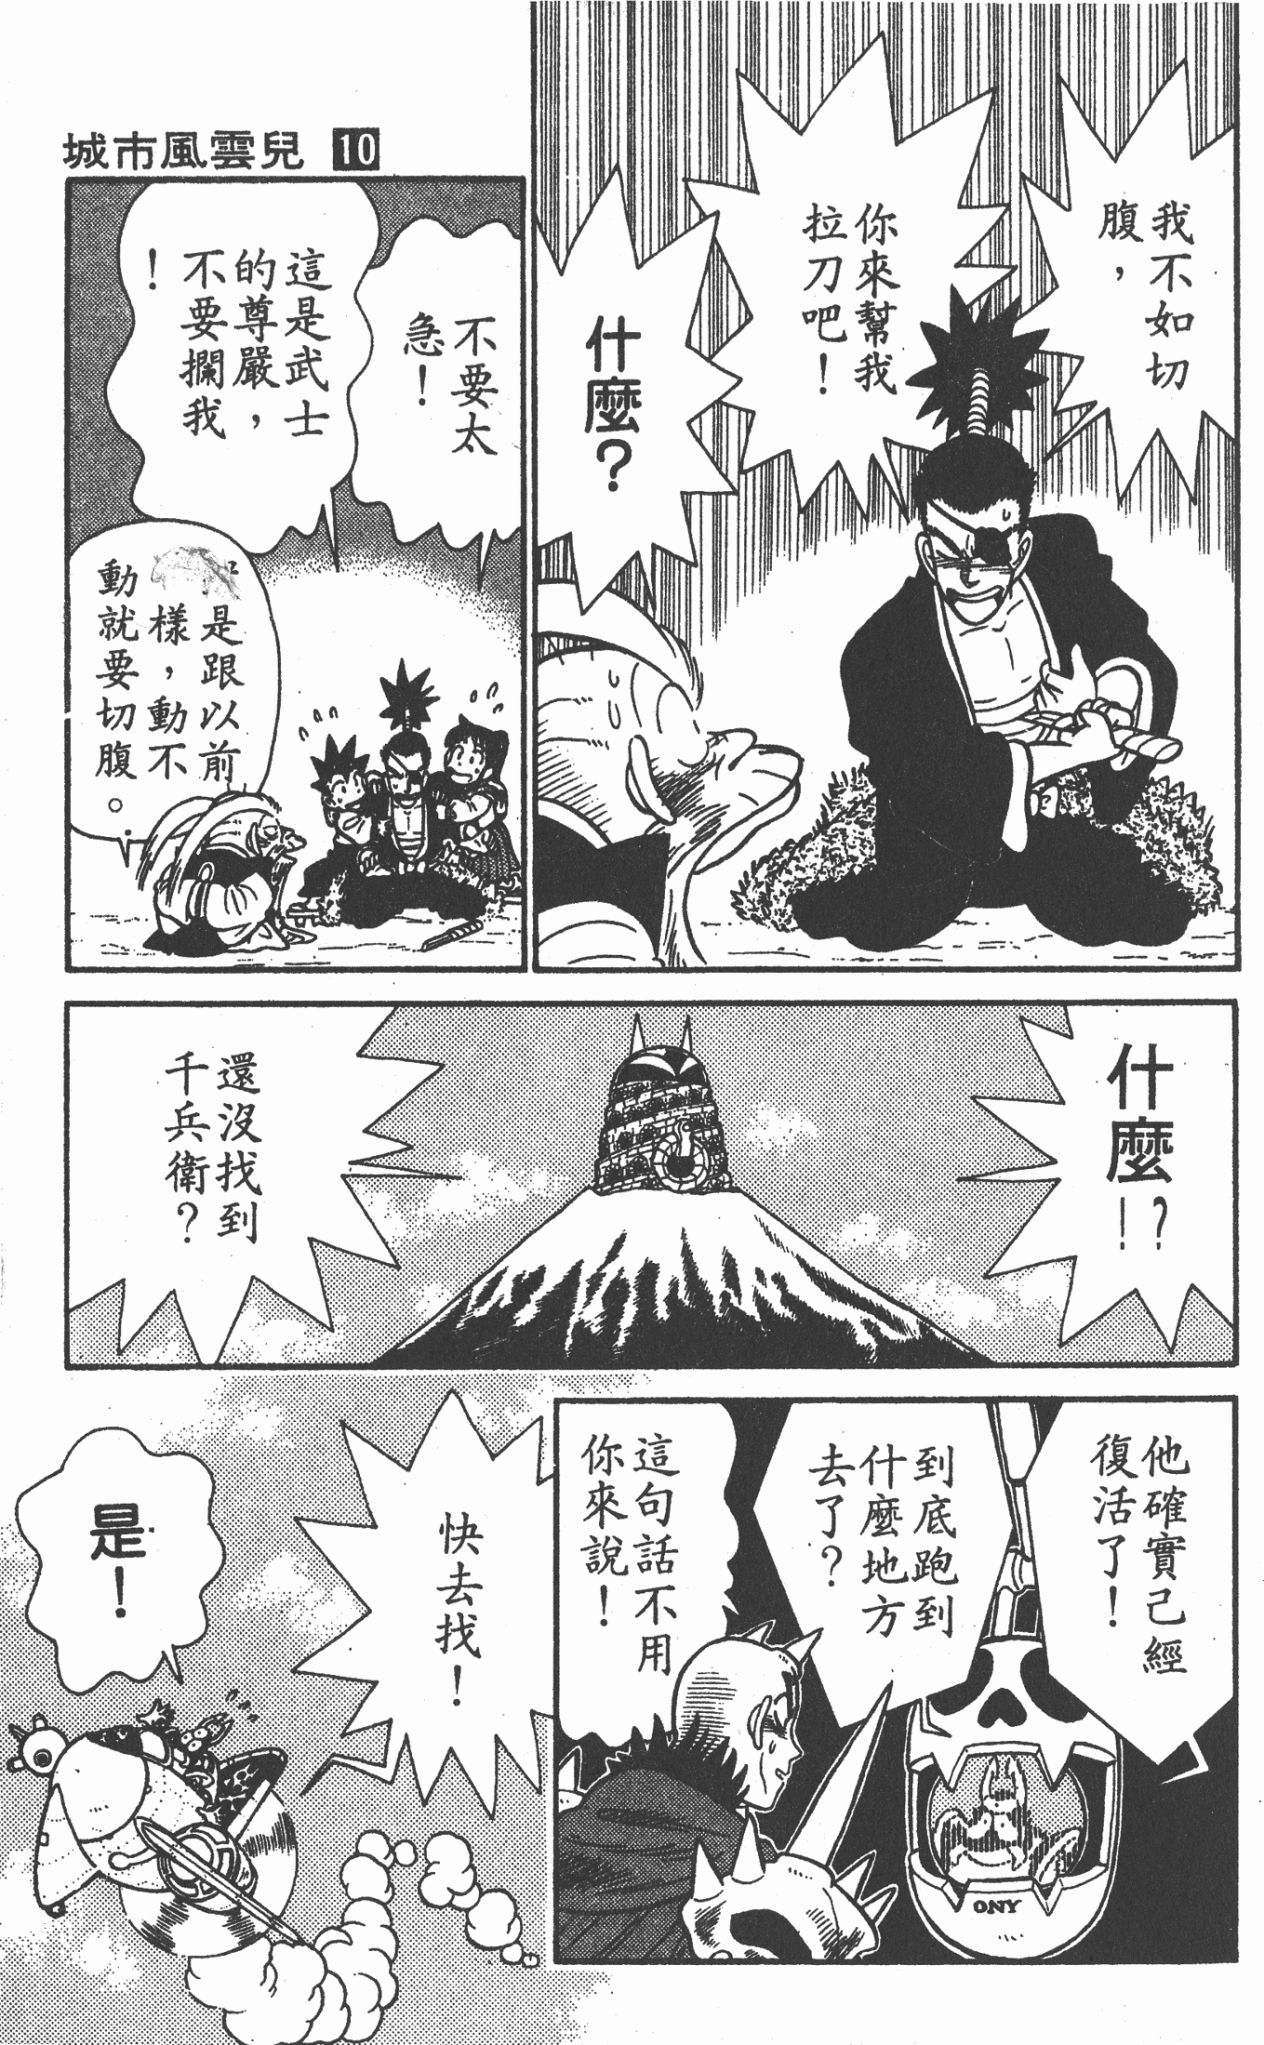 城市風雲兒 10
我不如切
腹，
你來幫我
拉刀吧！
什麼？
不要太
急！
這是武士
的尊嚴，
不要攔我
！
是跟以前
樣，動不
動就要切腹。
什麼！？
還沒找到
千兵衛？
他確實己經
復活了！
到底跑到
什麼地方
去了？
ONY
這句話不用
你來說！
快去找！
是！